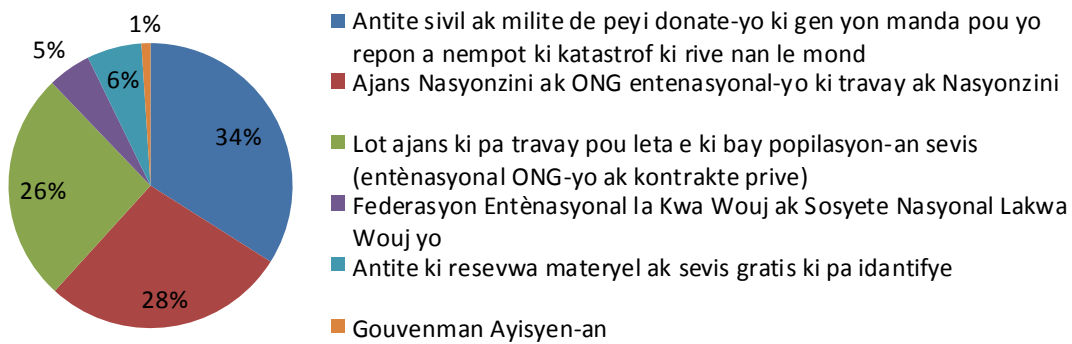 1%
5%
6%
34%
26%
28%
Antite sivil ak milite de peyi donate-yo ki gen yon manda pou yo
repon a nempot ki katastrof ki rive nan le mond
Ajans Nasyonzini ak ONG entenasyonal-yo ki travay ak Nasyonzini
Lot ajans ki pa travay pou leta e ki bay popilasyon-an sevis
(entènasyonal ONG-yo ak kontrakte prive)
Federasyon Entènasyonal la Kwa Wouj ak Sosyete Nasyonal Lakwa
Wouj yo
Antite ki resevwa materyel ak sevis gratis ki pa idantifye
Gouvenman Ayisyen-an